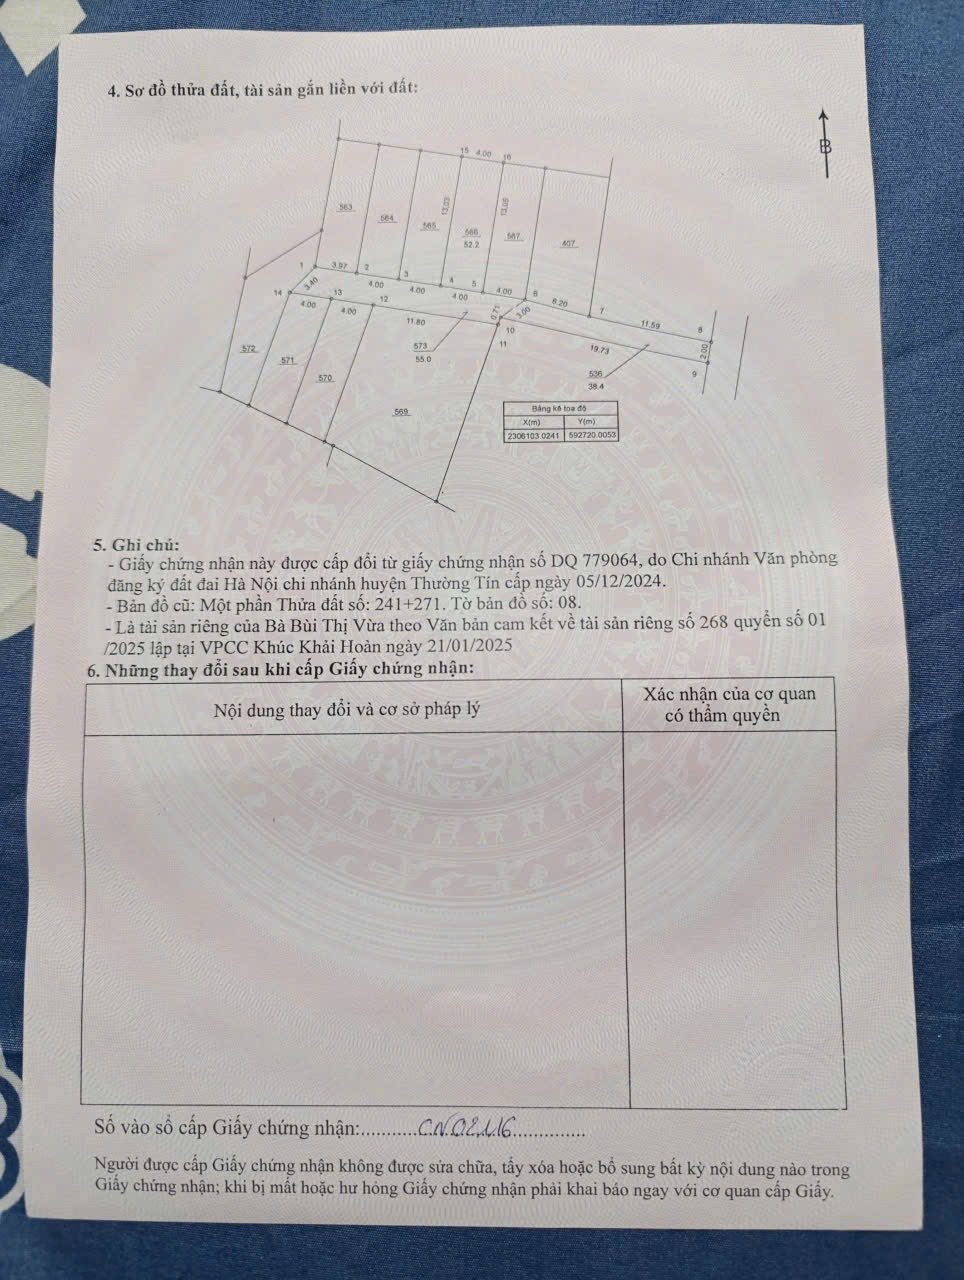 4. Sơ đồ thửa đất, tài sản gắn liền với đất:
B
15 4.00 16
563
564
565
13.03
566
52.2
13.09
567
407
1 3.97 2
3
4
5
6
7
8
4.00
4.00
4.00
4.00
6.20
11.59
3.40
14
13
12
4.00
4.00
11.80
0.71
3.00
10
11
19.73
2.00
9
572
571
570
573
55.0
536
38.4
569
Bảng kê tọa độ
X(m) Y(m)
2306103.0241 592720.0053
5. Ghi chú:
- Giấy chứng nhận này được cấp đổi từ giấy chứng nhận số DQ 779064, do Chi nhánh Văn phòng
đăng ký đất đai Hà Nội chi nhánh huyện Thường Tín cấp ngày 05/12/2024.
- Bản đồ cũ: Một phần Thửa đất số: 241+271. Tờ bản đồ số: 08.
- Là tài sản riêng của Bà Bùi Thị Vừa theo Văn bản cam kết về tài sản riêng số 268 quyển số 01
/2025 lập tại VPCC Khúc Khải Hoàn ngày 21/01/2025
6. Những thay đổi sau khi cấp Giấy chứng nhận:
Nội dung thay đổi và cơ sở pháp lý
Xác nhận của cơ quan
có thẩm quyền
Số vào sổ cấp Giấy chứng nhận:
Người được cấp Giấy chứng nhận không được sửa chữa, tẩy xóa hoặc bổ sung bất kỳ nội dung nào trong
Giấy chứng nhận; khi bị mất hoặc hư hỏng Giấy chứng nhận phải khai báo ngay với cơ quan cấp Giấy.